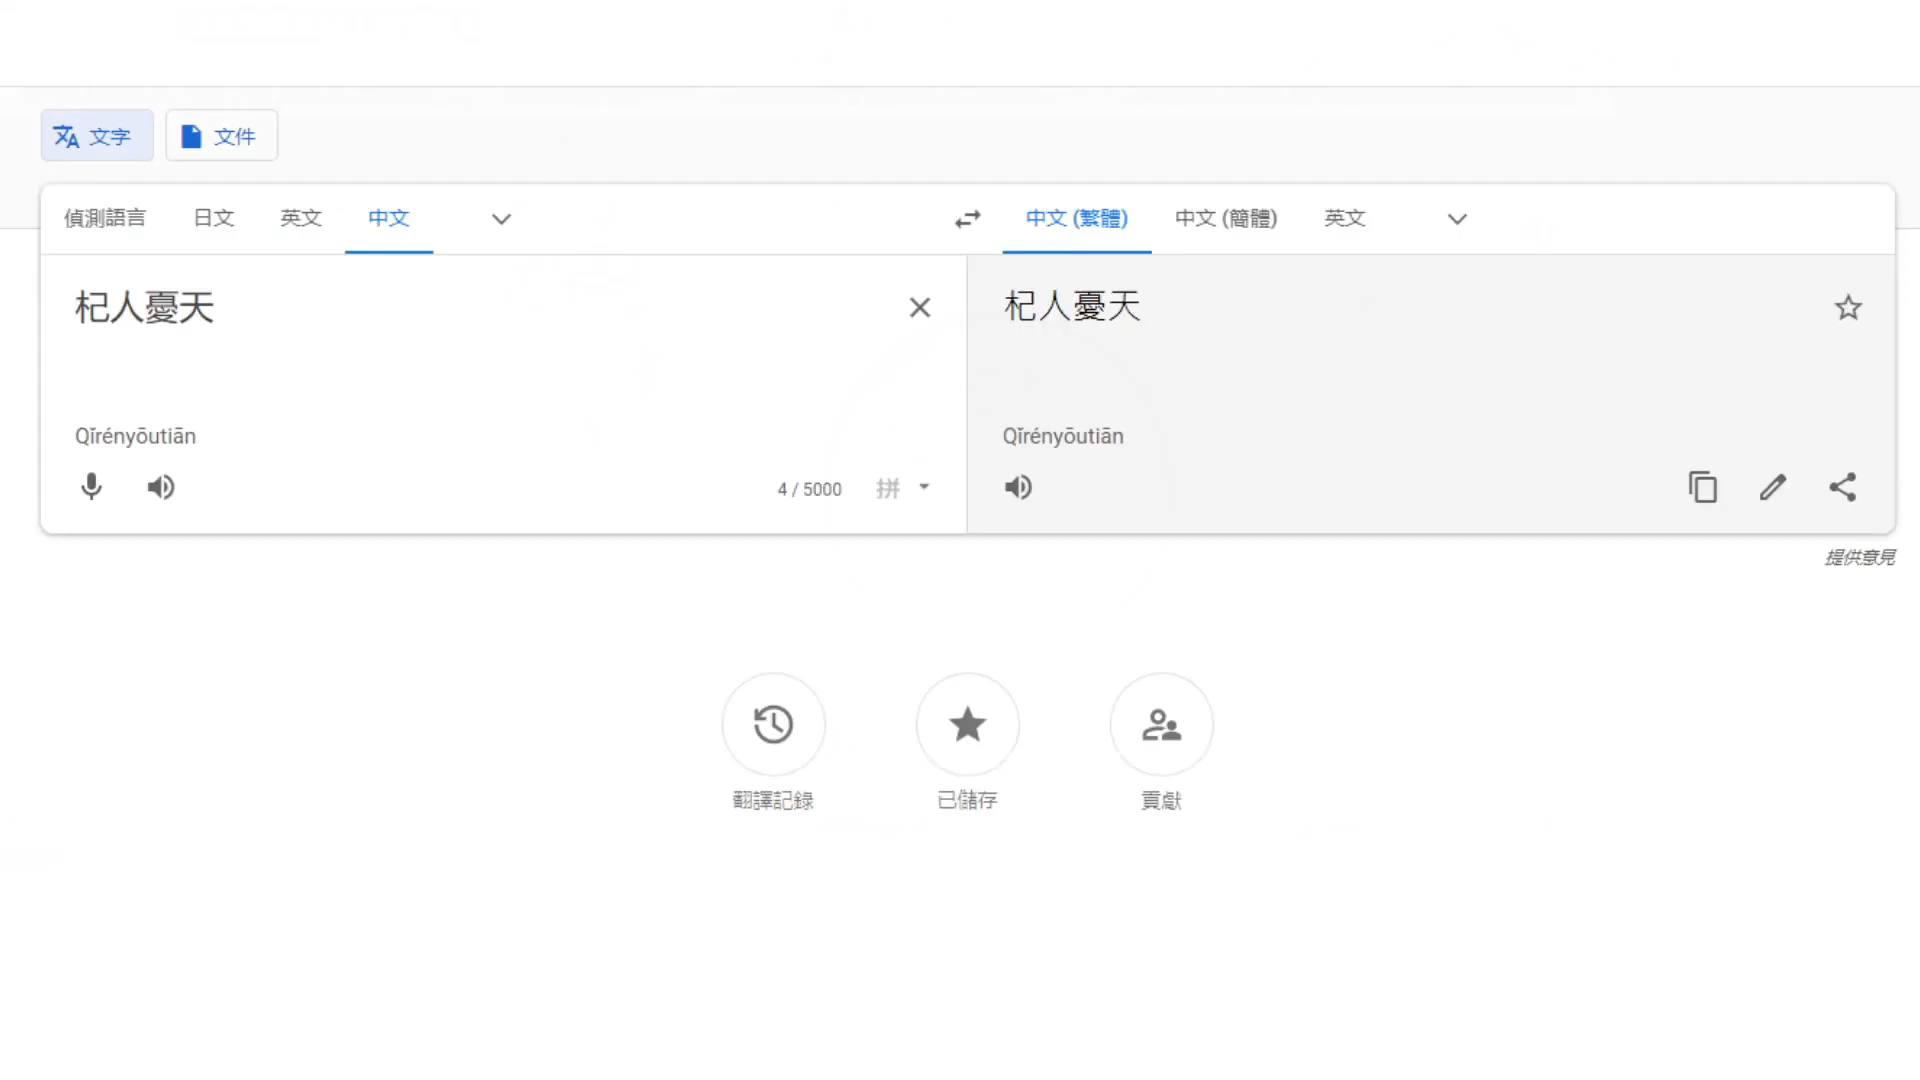 文字 文件
偵測語言 日文 英文 中文 中文 (繁體) 中文 (簡體) 英文
杞人憂天 杞人憂天
Qǐrényōutiān Qǐrényōutiān
4 / 5000 拼
提供意見
翻譯記錄 已儲存 貢獻